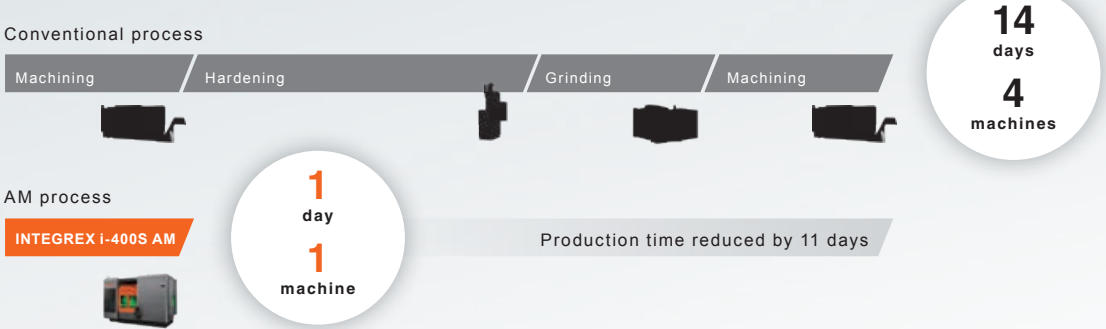 Conventional process
Machining Hardening Grinding Machining
14
days
4
machines
AM process
INTEGREX i-400S AM
1
day
1
machine
Production time reduced by 11 days